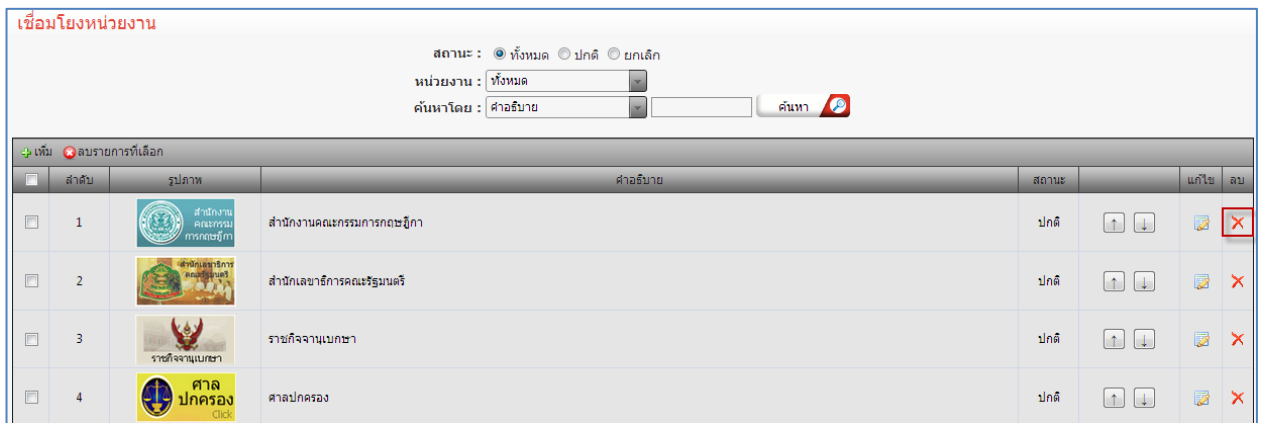 เชื่อมโยงหน่วยงาน
สถานะ : ทั้งหมด ปกติ ยกเลิก
หน่วยงาน : ทั้งหมด
ค้นหาโดย : คำอธิบาย ค้นหา
เพิ่ม ลบรายการที่เลือก
ลำดับ รูปภาพ คำอธิบาย สถานะ แก้ไข ลบ
สำนักงาน
คณะกรรม
การกฤษฎีกา
1 สำนักงานคณะกรรมการกฤษฎีกา ปกติ
สำนักเลขาธิการ
คณะรัฐมนตรี
2 สำนักเลขาธิการคณะรัฐมนตรี ปกติ
3 ราชกิจจานุเบกษา ปกติ
ราชกิจจานุเบกษา
ศาล
ปกครอง
Click
4 ศาลปกครอง ปกติ